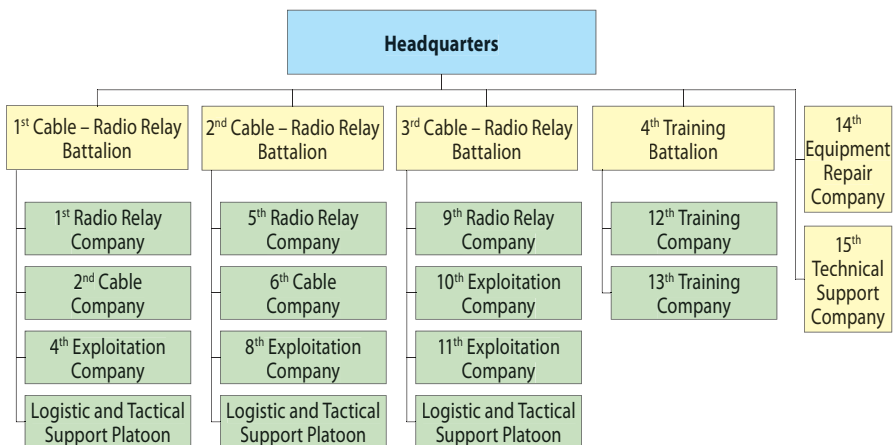 Headquarters
1st Cable – Radio Relay
Battalion
1st Radio Relay
Company
2nd Cable
Company
4th Exploitation
Company
Logistic and Tactical
Support Platoon
2nd Cable – Radio Relay
Battalion
5th Radio Relay
Company
6th Cable
Company
8th Exploitation
Company
Logistic and Tactical
Support Platoon
3rd Cable – Radio Relay
Battalion
9th Radio Relay
Company
10th Exploitation
Company
11th Exploitation
Company
Logistic and Tactical
Support Platoon
4th Training
Battalion
12th Training
Company
13th Training
Company
14th
Equipment
Repair
Company
15th
Technical
Support
Company